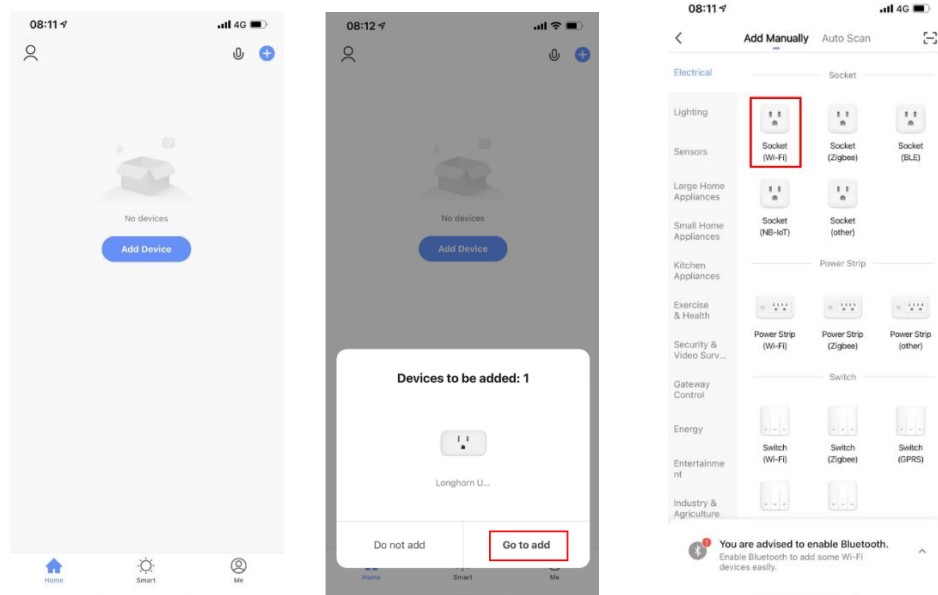 08:11
4G
No devices
Add Device
Home
Smart
Me
08:12
No devices
Add Device
Devices to be added: 1
Longhorn U...
Do not add
Go to add
Home
Smart
Me
08:11
4G
Add Manually
Auto Scan
Electrical
Lighting
Sensors
Large Home
Appliances
Small Home
Appliances
Kitchen
Appliances
Exercise
& Health
Security &
Video Surv...
Gateway
Control
Energy
Entertainme
nt
Industry &
Agriculture
Socket
Socket
(Wi-Fi)
Socket
(Zigbee)
Socket
(BLE)
Socket
(NB-IoT)
Socket
(other)
Power Strip
Power Strip
(Wi-Fi)
Power Strip
(Zigbee)
Power Strip
(other)
Switch
Switch
(Wi-Fi)
Switch
(Zigbee)
Switch
(GPRS)
You are advised to enable Bluetooth.
Enable Bluetooth to add some Wi-Fi
devices easily.